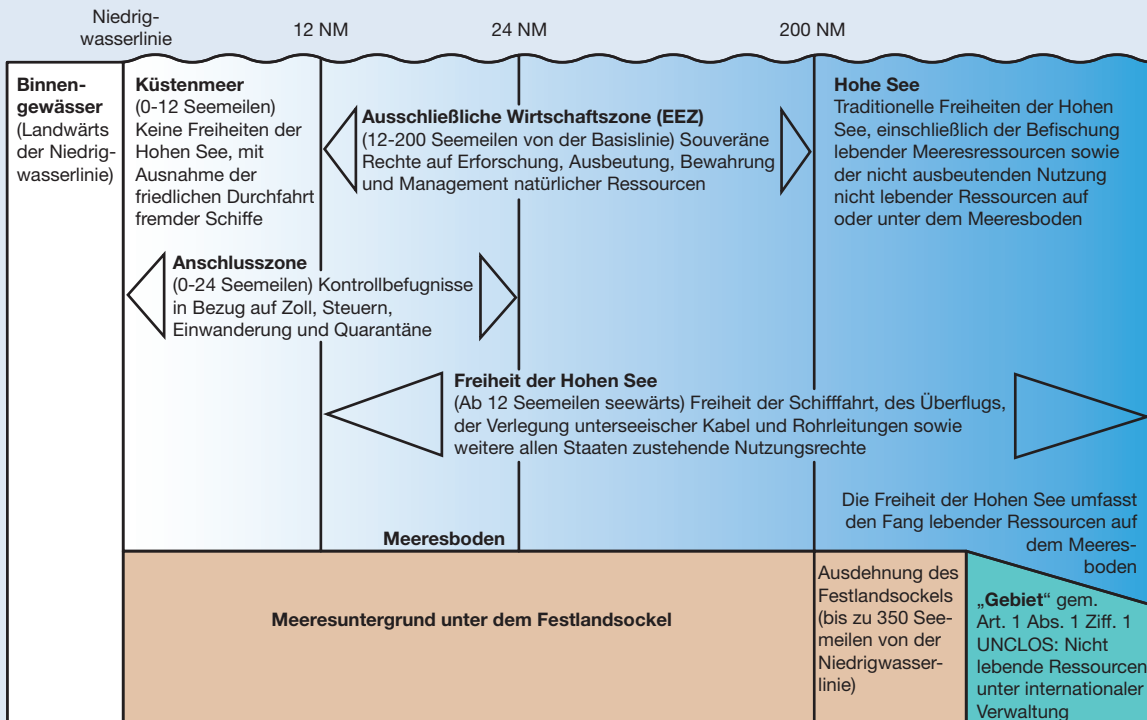 Niedrig-
wasserlinie
12 NM
24 NM
200 NM
Binnen-
gewässer
(Landwärts
der Niedrig-
wasserlinie)
Küstenmeer
(0-12 Seemeilen)
Keine Freiheiten der
Hohen See, mit
Ausnahme der
friedlichen Durchfahrt
fremder Schiffe
Ausschließliche Wirtschaftszone (EEZ)
(12-200 Seemeilen von der Basislinie) Souveräne
Rechte auf Erforschung, Ausbeutung, Bewahrung
und Management natürlicher Ressourcen
Hohe See
Traditionelle Freiheiten der Hohen
See, einschließlich der Befischung
lebender Meeresressourcen sowie
der nicht ausbeutenden Nutzung
nicht lebender Ressourcen auf
oder unter dem Meeresboden
Anschlusszone
(0-24 Seemeilen) Kontrollbefugnisse
in Bezug auf Zoll, Steuern,
Einwanderung und Quarantäne
Freiheit der Hohen See
(Ab 12 Seemeilen seewärts) Freiheit der Schifffahrt, des Überflugs,
der Verlegung unterseeischer Kabel und Rohrleitungen sowie
weitere allen Staaten zustehende Nutzungsrechte
Die Freiheit der Hohen See umfasst
den Fang lebender Ressourcen auf
dem Meeres-
boden
Meeresboden
Meeresuntergrund unter dem Festlandsockel
Ausdehnung des
Festlandsockels
(bis zu 350 See-
meilen von der
Niedrigwasser-
linie)
„Gebiet“ gem.
Art. 1 Abs. 1 Ziff. 1
UNCLOS: Nicht
lebende Ressourcen
unter internationaler
Verwaltung